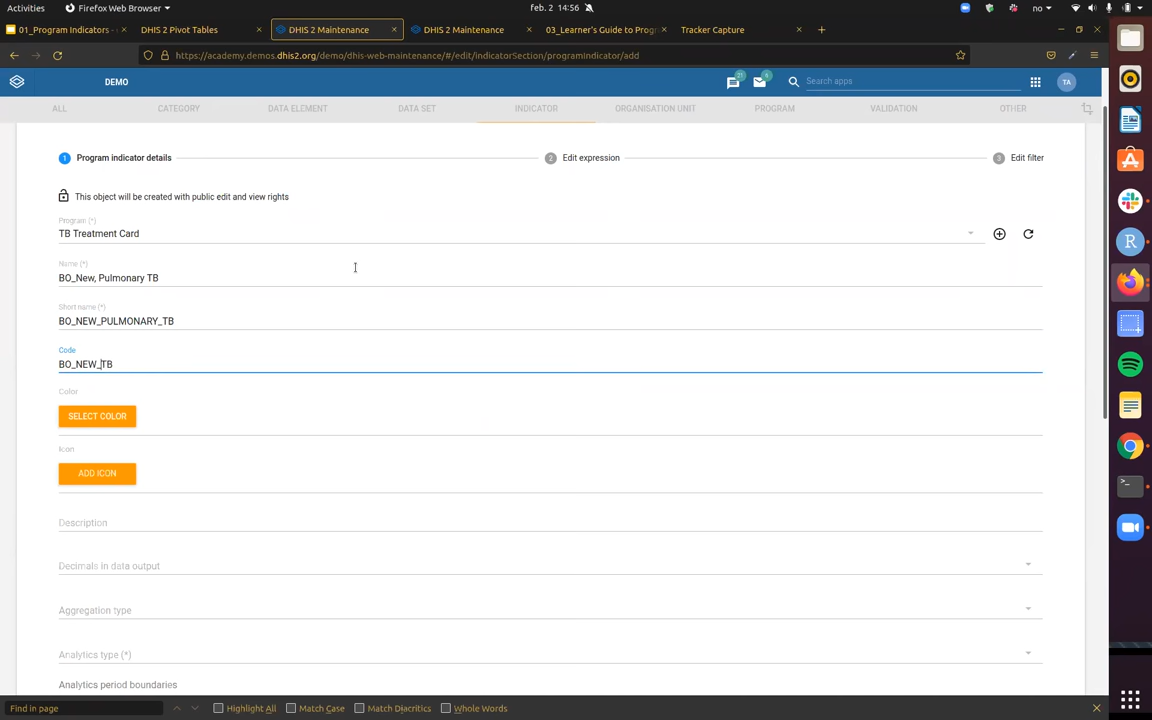 Activities Firefox Web Browser feb. 2 14:56 no
01_Program Indicators - DHIS 2 Pivot Tables DHIS 2 Maintenance DHIS 2 Maintenance 03_Learner's Guide to Progr Tracker Capture
https://academy.demos.dhis2.org/demo/dhis-web-maintenance/#/edit/indicatorSection/programIndicator/add
DEMO Search apps TA
ALL CATEGORY DATA ELEMENT DATA SET INDICATOR ORGANISATION UNIT PROGRAM VALIDATION OTHER
1 Program indicator details 2 Edit expression 3 Edit filter
This object will be created with public edit and view rights
Program (*)
TB Treatment Card
Name (*)
BO_New, Pulmonary TB
Short name (*)
BO_NEW_PULMONARY_TB
Code
BO_NEW_TB
Color
SELECT COLOR
Icon
ADD ICON
Description
Decimals in data output
Aggregation type
Analytics type (*)
Analytics period boundaries
Find in page Highlight All Match Case Match Diacritics Whole Words